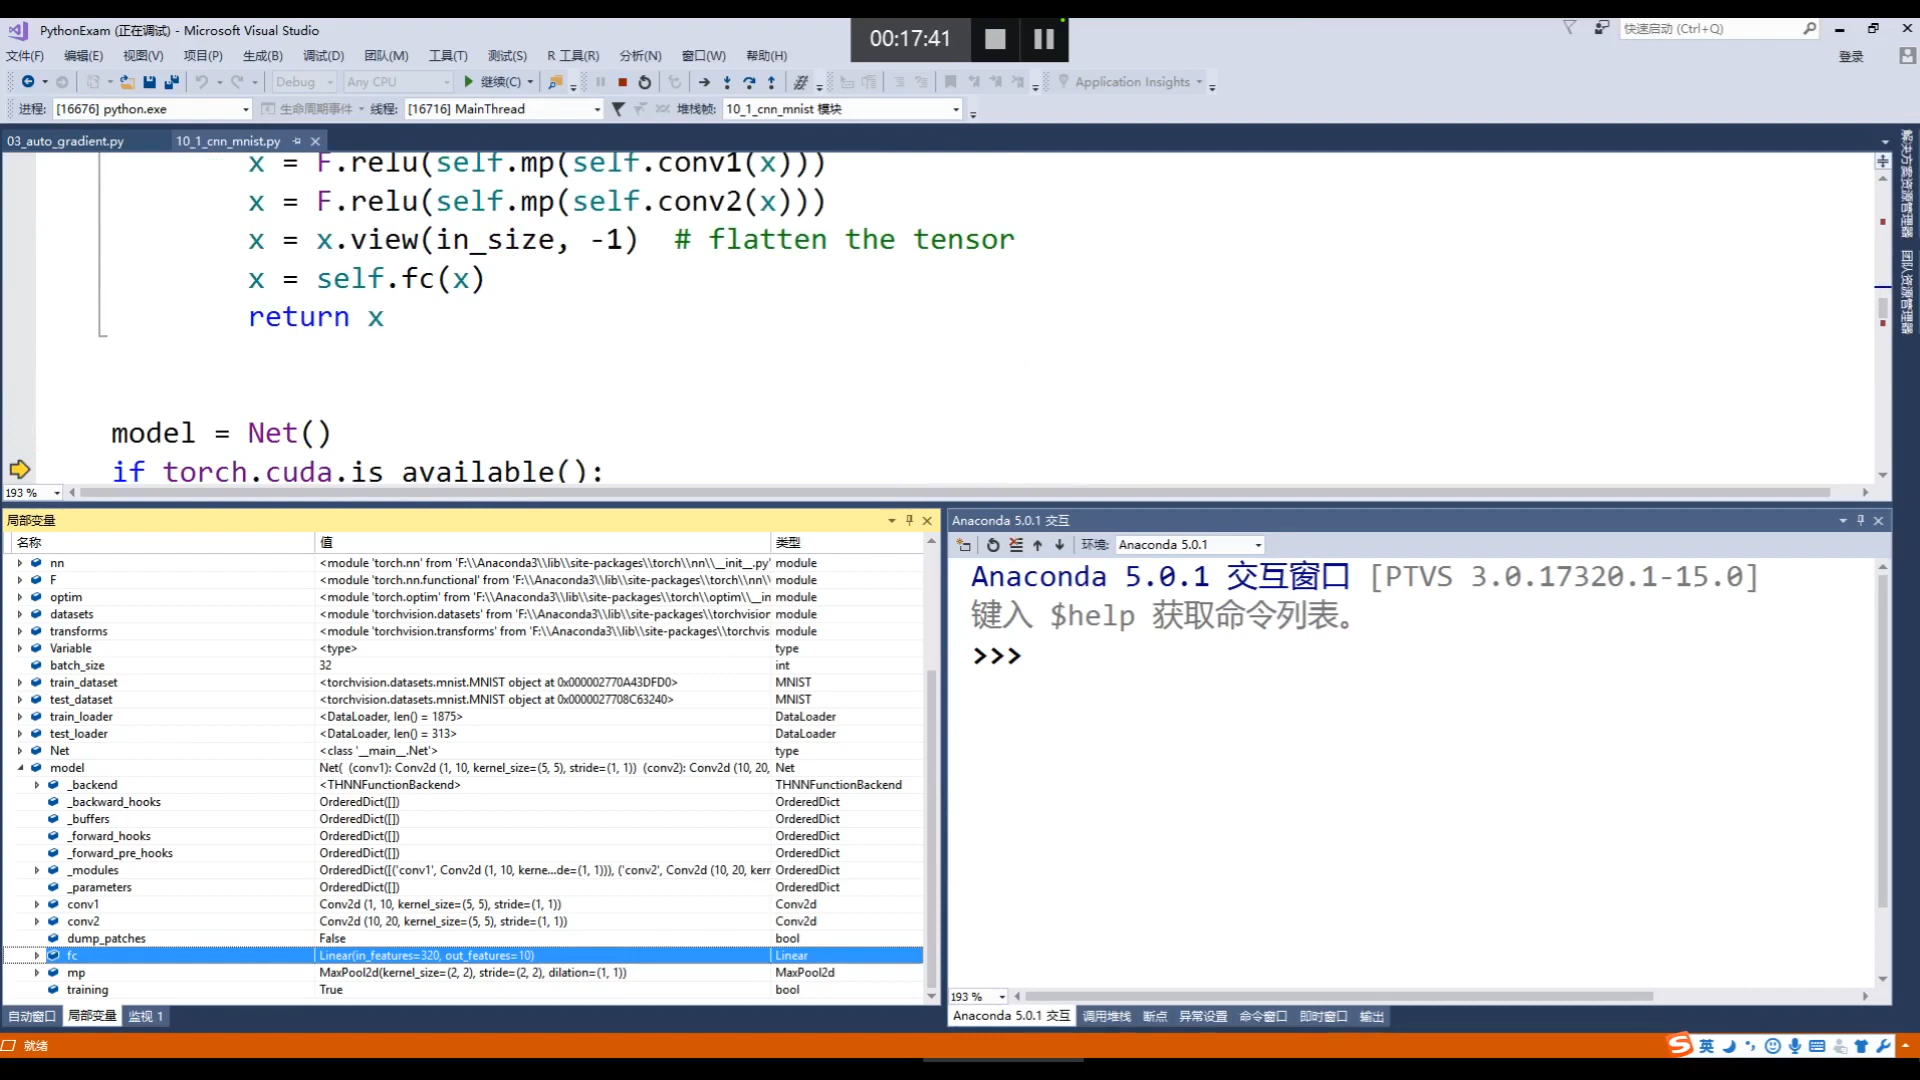 PythonExam (正在调试) - Microsoft Visual Studio
00:17:41
快速启动 (Ctrl+Q)
文件(F) 编辑(E) 视图(V) 项目(P) 生成(B) 调试(D) 团队(M) 工具(T) 测试(S) R 工具(R) 分析(N) 窗口(W) 帮助(H)
登录
Debug Any CPU 继续(C) Application Insights
进程: [16676] python.exe 生命周期事件 线程: [16716] MainThread 堆栈帧: 10_1_cnn_mnist 模块
03_auto_gradient.py 10_1_cnn_mnist.py
解决方案资源管理器
团队资源管理器
x = F.relu(self.mp(self.conv1(x)))
x = F.relu(self.mp(self.conv2(x)))
x = x.view(in_size, -1)  # flatten the tensor
x = self.fc(x)
return x
model = Net()
if torch.cuda.is_available():
193 %
局部变量
名称 值 类型
nn <module 'torch.nn' from 'F:\\Anaconda3\\lib\\site-packages\\torch\\nn\\__init__.py' module
F <module 'torch.nn.functional' from 'F:\\Anaconda3\\lib\\site-packages\\torch\\nn\\ module
optim <module 'torch.optim' from 'F:\\Anaconda3\\lib\\site-packages\\torch\\optim\\__in module
datasets <module 'torchvision.datasets' from 'F:\\Anaconda3\\lib\\site-packages\\torchvision module
transforms <module 'torchvision.transforms' from 'F:\\Anaconda3\\lib\\site-packages\\torchvis module
Variable <type> type
batch_size 32 int
train_dataset <torchvision.datasets.mnist.MNIST object at 0x000002770A43DFD0> MNIST
test_dataset <torchvision.datasets.mnist.MNIST object at 0x0000027708C63240> MNIST
train_loader <DataLoader, len() = 1875> DataLoader
test_loader <DataLoader, len() = 313> DataLoader
Net <class '__main__.Net'> type
model Net( (conv1): Conv2d (1, 10, kernel_size=(5, 5), stride=(1, 1)) (conv2): Conv2d (10, 20, Net
_backend <THNNFunctionBackend> THNNFunctionBackend
_backward_hooks OrderedDict([]) OrderedDict
_buffers OrderedDict([]) OrderedDict
_forward_hooks OrderedDict([]) OrderedDict
_forward_pre_hooks OrderedDict([]) OrderedDict
_modules OrderedDict([('conv1', Conv2d (1, 10, kerne...de=(1, 1))), ('conv2', Conv2d (10, 20, kerr OrderedDict
_parameters OrderedDict([]) OrderedDict
conv1 Conv2d (1, 10, kernel_size=(5, 5), stride=(1, 1)) Conv2d
conv2 Conv2d (10, 20, kernel_size=(5, 5), stride=(1, 1)) Conv2d
dump_patches False bool
fc Linear(in_features=320, out_features=10) Linear
mp MaxPool2d(kernel_size=(2, 2), stride=(2, 2), dilation=(1, 1)) MaxPool2d
training True bool
自动窗口 局部变量 监视 1
Anaconda 5.0.1 交互
环境: Anaconda 5.0.1
Anaconda 5.0.1 交互窗口 [PTVS 3.0.17320.1-15.0]
键入 $help 获取命令列表。
>>>
193 %
Anaconda 5.0.1 交互 调用堆栈 断点 异常设置 命令窗口 即时窗口 输出
就绪
英